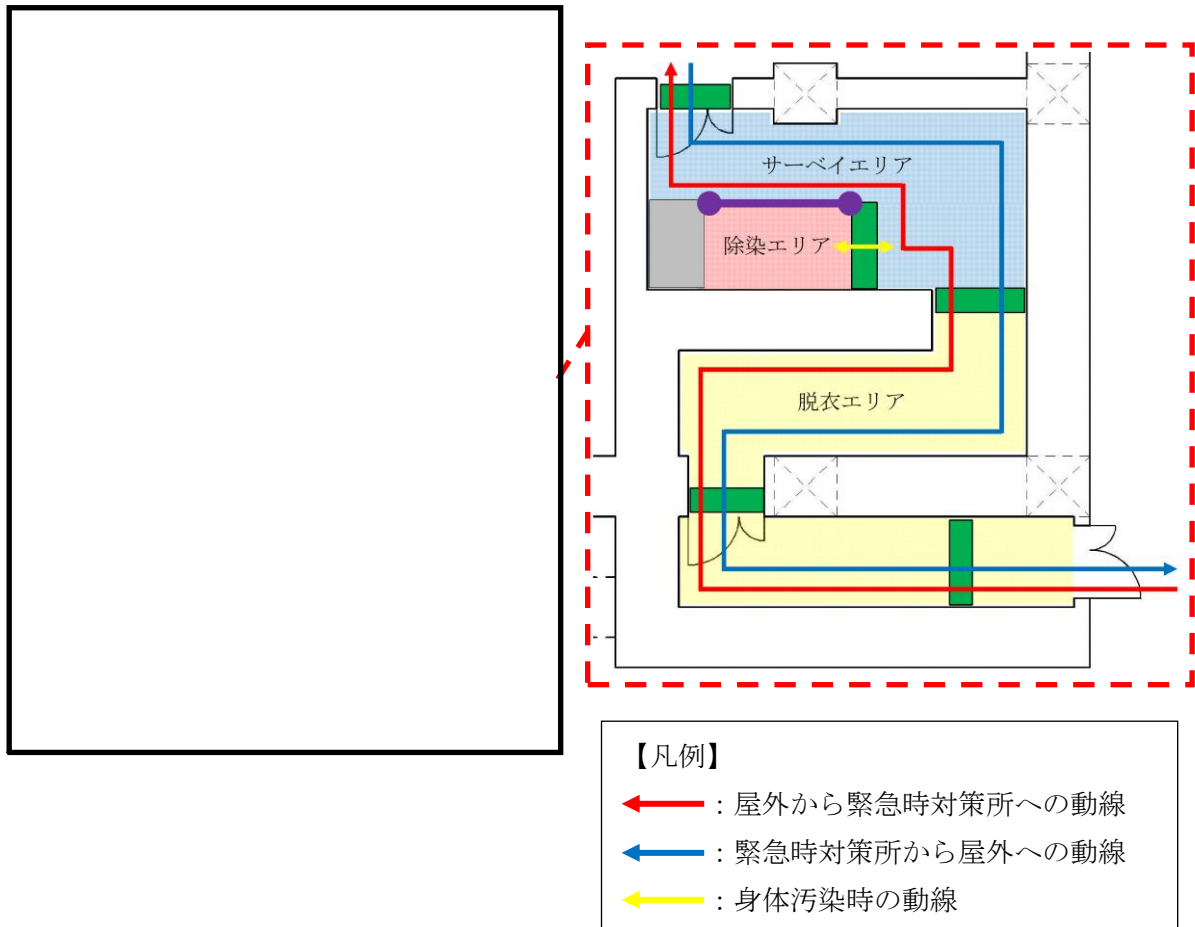 サーベイエリア
除染エリア
脱衣エリア
【凡例】
：屋外から緊急時対策所への動線
：緊急時対策所から屋外への動線
：身体汚染時の動線